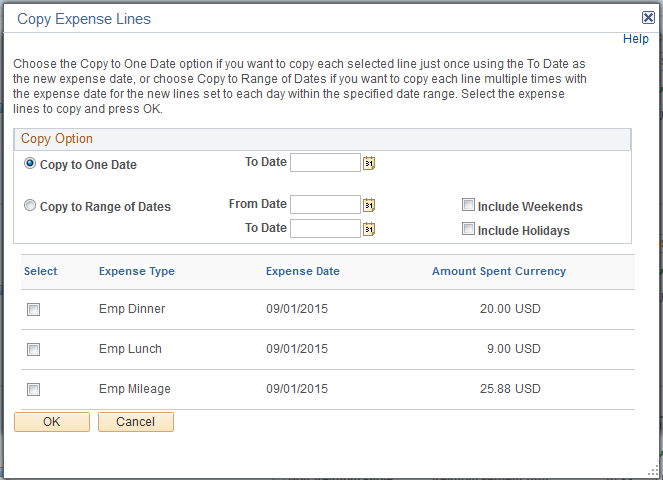 Copy Expense Lines
Help
Choose the Copy to One Date option if you want to copy each selected line just once using the To Date as
the new expense date, or choose Copy to Range of Dates if you want to copy each line multiple times with
the expense date for the new lines set to each day within the specified date range. Select the expense
lines to copy and press OK.
Copy Option
Copy to One Date To Date 31
Copy to Range of Dates From Date 31 Include Weekends
To Date 31 Include Holidays
Select Expense Type Expense Date Amount Spent Currency
Emp Dinner 09/01/2015 20.00 USD
Emp Lunch 09/01/2015 9.00 USD
Emp Mileage 09/01/2015 25.88 USD
OK Cancel